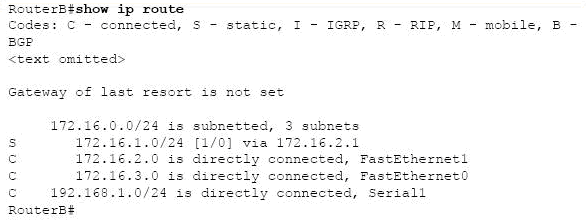 RouterB#show ip route
Codes: C - connected, S - static, I - IGRP, R - RIP, M - mobile, B -
BGP
<text omitted>
Gateway of last resort is not set
172.16.0.0/24 is subnetted, 3 subnets
S 172.16.1.0/24 [1/0] via 172.16.2.1
C 172.16.2.0 is directly connected, FastEthernet1
C 172.16.3.0 is directly connected, FastEthernet0
C 192.168.1.0/24 is directly connected, Serial1
RouterB#